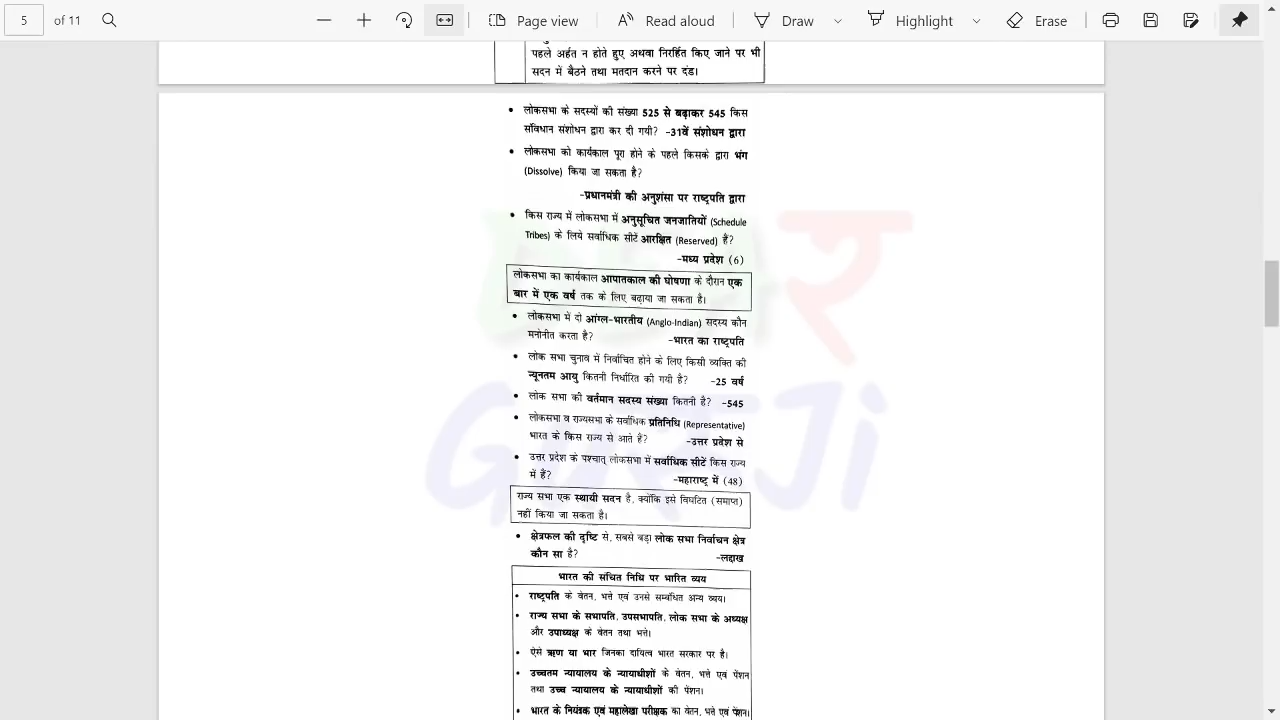 5 of 11 Page view Read aloud Draw Highlight Erase
पहले अर्हत न होते हुए अथवा निरर्हित किए जाने पर भी
सदन में बैठने तथा मतदान करने पर दंड।
• लोकसभा के सदस्यों की संख्या 525 से बढ़ाकर 545 किस
संविधान संशोधन द्वारा कर दी गयी? -31वें संशोधन द्वारा
• लोकसभा को कार्यकाल पूरा होने के पहले किसके द्वारा भंग
(Dissolve) किया जा सकता है?
-प्रधानमंत्री की अनुशंसा पर राष्ट्रपति द्वारा
• किस राज्य में लोकसभा में अनुसूचित जनजातियों (Schedule
Tribes) के लिये सर्वाधिक सीटें आरक्षित (Reserved) हैं?
-मध्य प्रदेश (6)
लोकसभा का कार्यकाल आपातकाल की घोषणा के दौरान एक
बार में एक वर्ष तक के लिए बढ़ाया जा सकता है।
• लोकसभा में दो आंग्ल-भारतीय (Anglo-Indian) सदस्य कौन
मनोनीत करता है? -भारत का राष्ट्रपति
• लोक सभा चुनाव में निर्वाचित होने के लिए किसी व्यक्ति की
न्यूनतम आयु कितनी निर्धारित की गयी है? -25 वर्ष
• लोक सभा की वर्तमान सदस्य संख्या कितनी है? -545
• लोकसभा व राज्यसभा के सर्वाधिक प्रतिनिधि (Representative)
भारत के किस राज्य से आते हैं? -उत्तर प्रदेश से
• उत्तर प्रदेश के पश्चात् लोकसभा में सर्वाधिक सीटें किस राज्य
में हैं? -महाराष्ट्र में (48)
राज्य सभा एक स्थायी सदन है, क्योंकि इसे विघटित (समाप्त)
नहीं किया जा सकता है।
• क्षेत्रफल की दृष्टि से, सबसे बड़ा लोक सभा निर्वाचन क्षेत्र
कौन सा है? -लद्दाख
भारत की संचित निधि पर भारित व्यय
• राष्ट्रपति के वेतन, भत्ते एवं उनसे सम्बंधित अन्य व्यय।
• राज्य सभा के सभापति, उपसभापति, लोक सभा के अध्यक्ष
और उपाध्यक्ष के वेतन तथा भत्ते।
• ऐसे ऋण या भार जिनका दायित्व भारत सरकार पर है।
• उच्चतम न्यायालय के न्यायाधीशों के वेतन, भत्ते एवं पेंशन
तथा उच्च न्यायालय के न्यायाधीशों की पेंशन।
• भारत के नियंत्रक एवं महालेखा परीक्षक का वेतन, भत्ते एवं पेंशन।